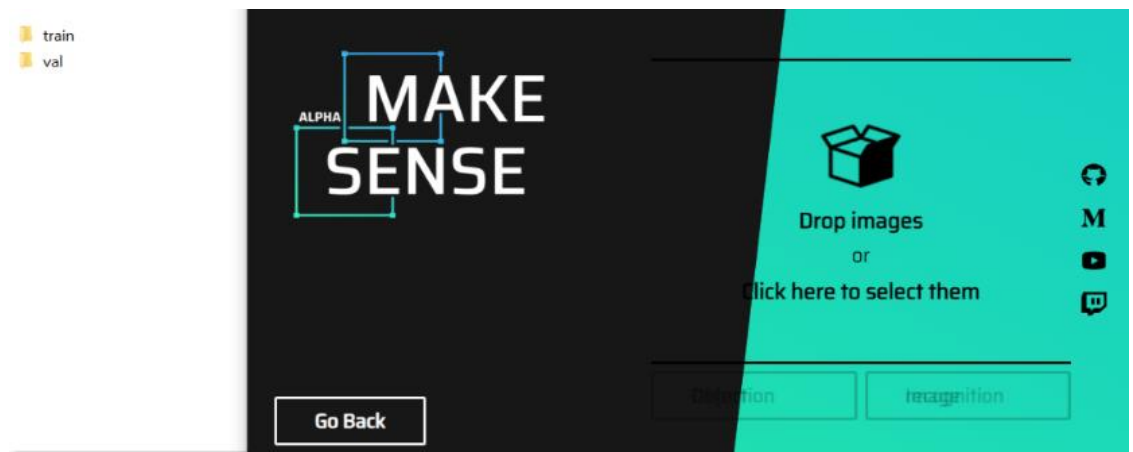 train
val
ALPHA
MAKE
SENSE
Drop images
or
Click here to select them
Go Back